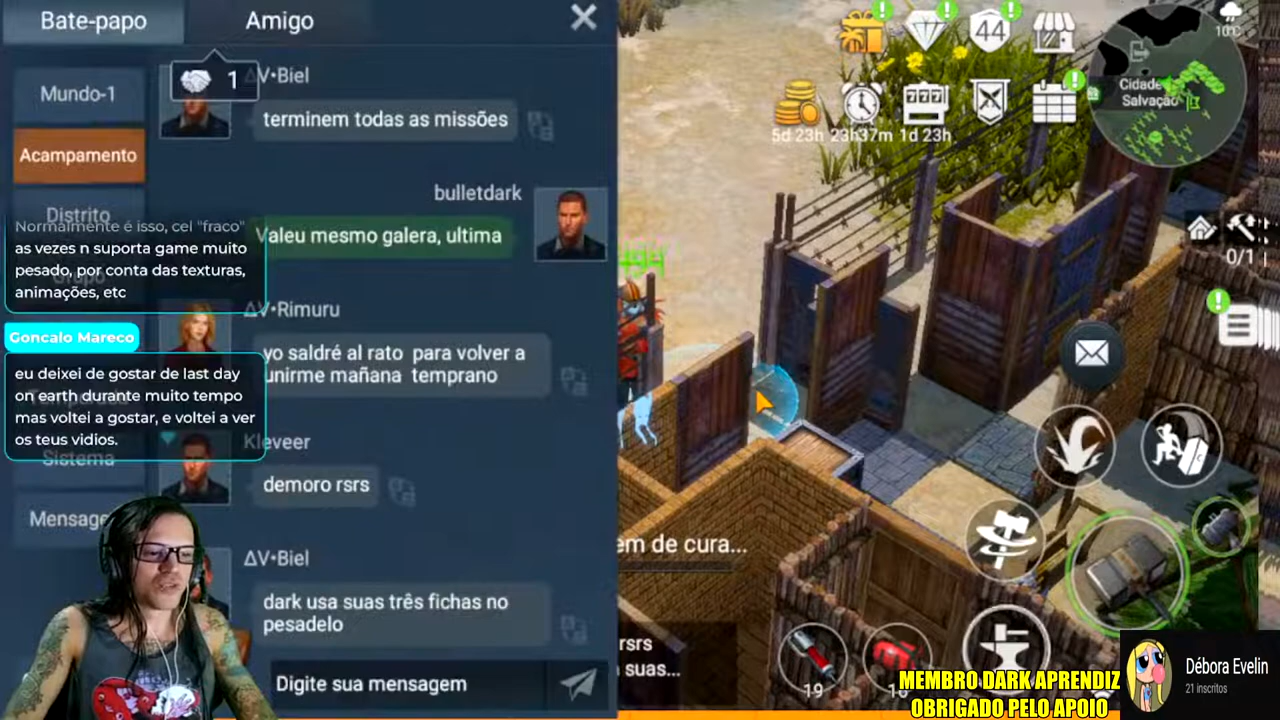 Bate-papo
Amigo
Mundo-1
Acampamento
Distrito
Sistema
1
ΔV•Biel
terminem todas as missões
bulletdark
Valeu mesmo galera, ultima
ΔV•Rimuru
yo saldré al rato para volver a
unirme mañana temprano
Kleveer
demoro rsrs
ΔV•Biel
dark usa suas três fichas no
pesadelo
Digite sua mensagem
Normalmente é isso, cel "fraco"
as vezes n suporta game muito
pesado, por conta das texturas,
animações, etc
Goncalo Mareco
eu deixei de gostar de last day
on earth durante muito tempo
mas voltei a gostar, e voltei a ver
os teus vidios.
44
777
5d 23h
23h37m
1d 23h
Cidade
Salvação
10°
0/1
494
em de cura...
rsrs
suas...
19
MEMBRO DARK APRENDIZ
OBRIGADO PELO APOIO
Débora Evelin
21 inscritos